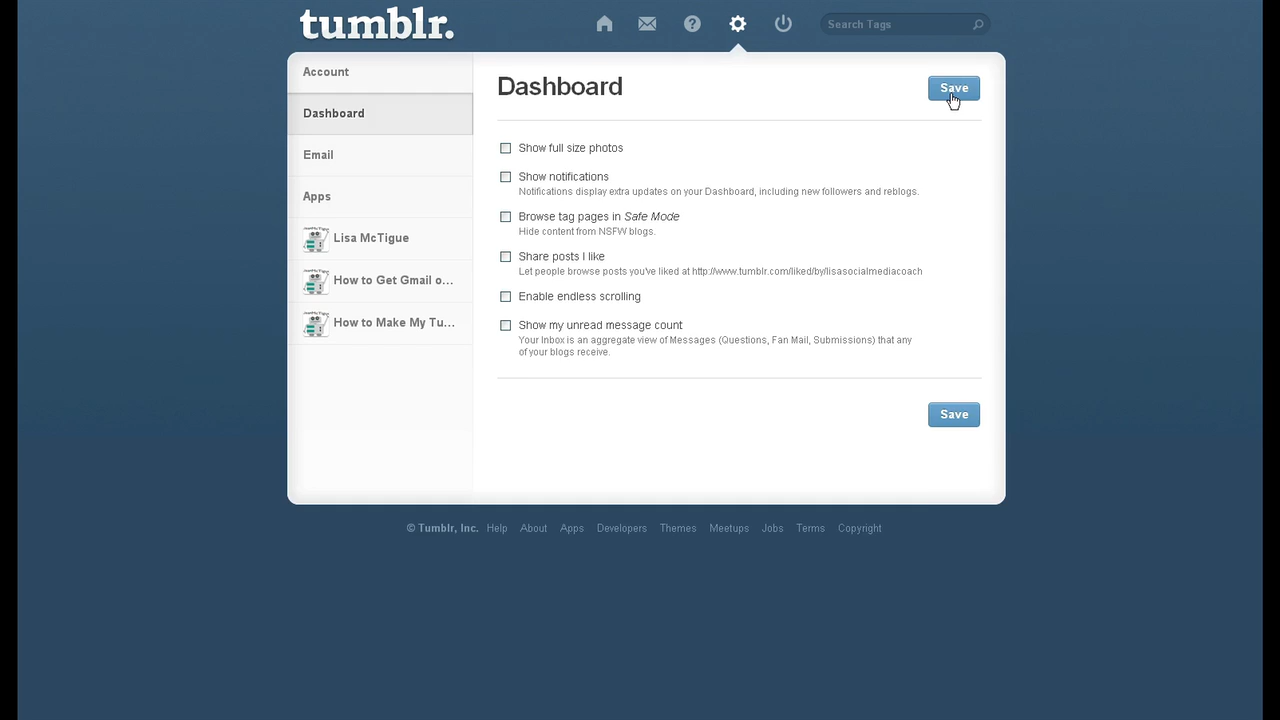 tumblr.
Search Tags
Account
Dashboard
Email
Apps
Lisa McTigue
How to Get Gmail o...
How to Make My Tu...
Dashboard
Save
Show full size photos
Show notifications
Notifications display extra updates on your Dashboard, including new followers and reblogs.
Browse tag pages in Safe Mode
Hide content from NSFW blogs.
Share posts I like
Let people browse posts you've liked at http://www.tumblr.com/liked/by/lisasocialmediacoach
Enable endless scrolling
Show my unread message count
Your Inbox is an aggregate view of Messages (Questions, Fan Mail, Submissions) that any
of your blogs receive.
Save
© Tumblr, Inc. Help About Apps Developers Themes Meetups Jobs Terms Copyright